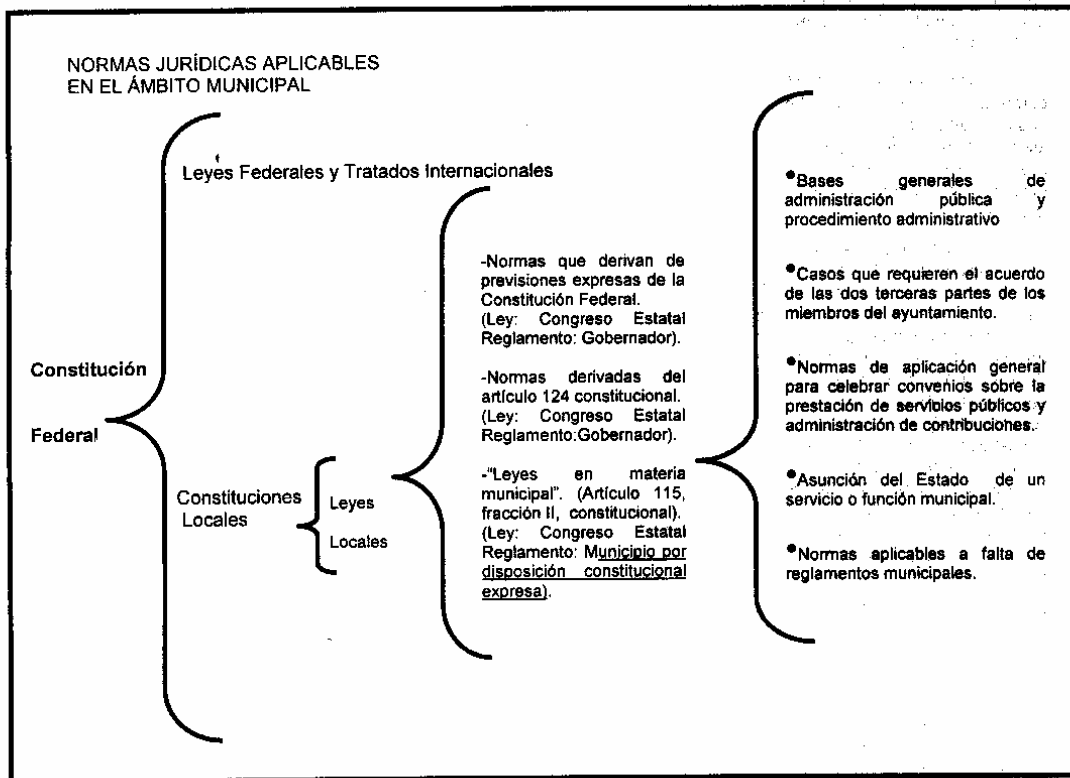 NORMAS JURÍDICAS APLICABLES
EN EL ÁMBITO MUNICIPAL
Leyes Federales y Tratados Internacionales
Constitución
Federal
Constituciones
Locales
Leyes
Locales
-Normas que derivan de
previsiones expresas de la
Constitución Federal.
(Ley: Congreso Estatal
Reglamento: Gobernador).
-Normas derivadas del
artículo 124 constitucional.
(Ley: Congreso Estatal
Reglamento:Gobernador).
-"Leyes en materia
municipal". (Artículo 115,
fracción II, constitucional).
(Ley: Congreso Estatal
Reglamento: Municipio por
disposición constitucional
expresa).
•Bases generales de
administración pública y
procedimiento administrativo
•Casos que requieren el acuerdo
de las dos terceras partes de los
miembros del ayuntamiento.
•Normas de aplicación general
para celebrar convenios sobre la
prestación de servicios públicos y
administración de contribuciones.
•Asunción del Estado de un
servicio o función municipal.
•Normas aplicables a falta de
reglamentos municipales.